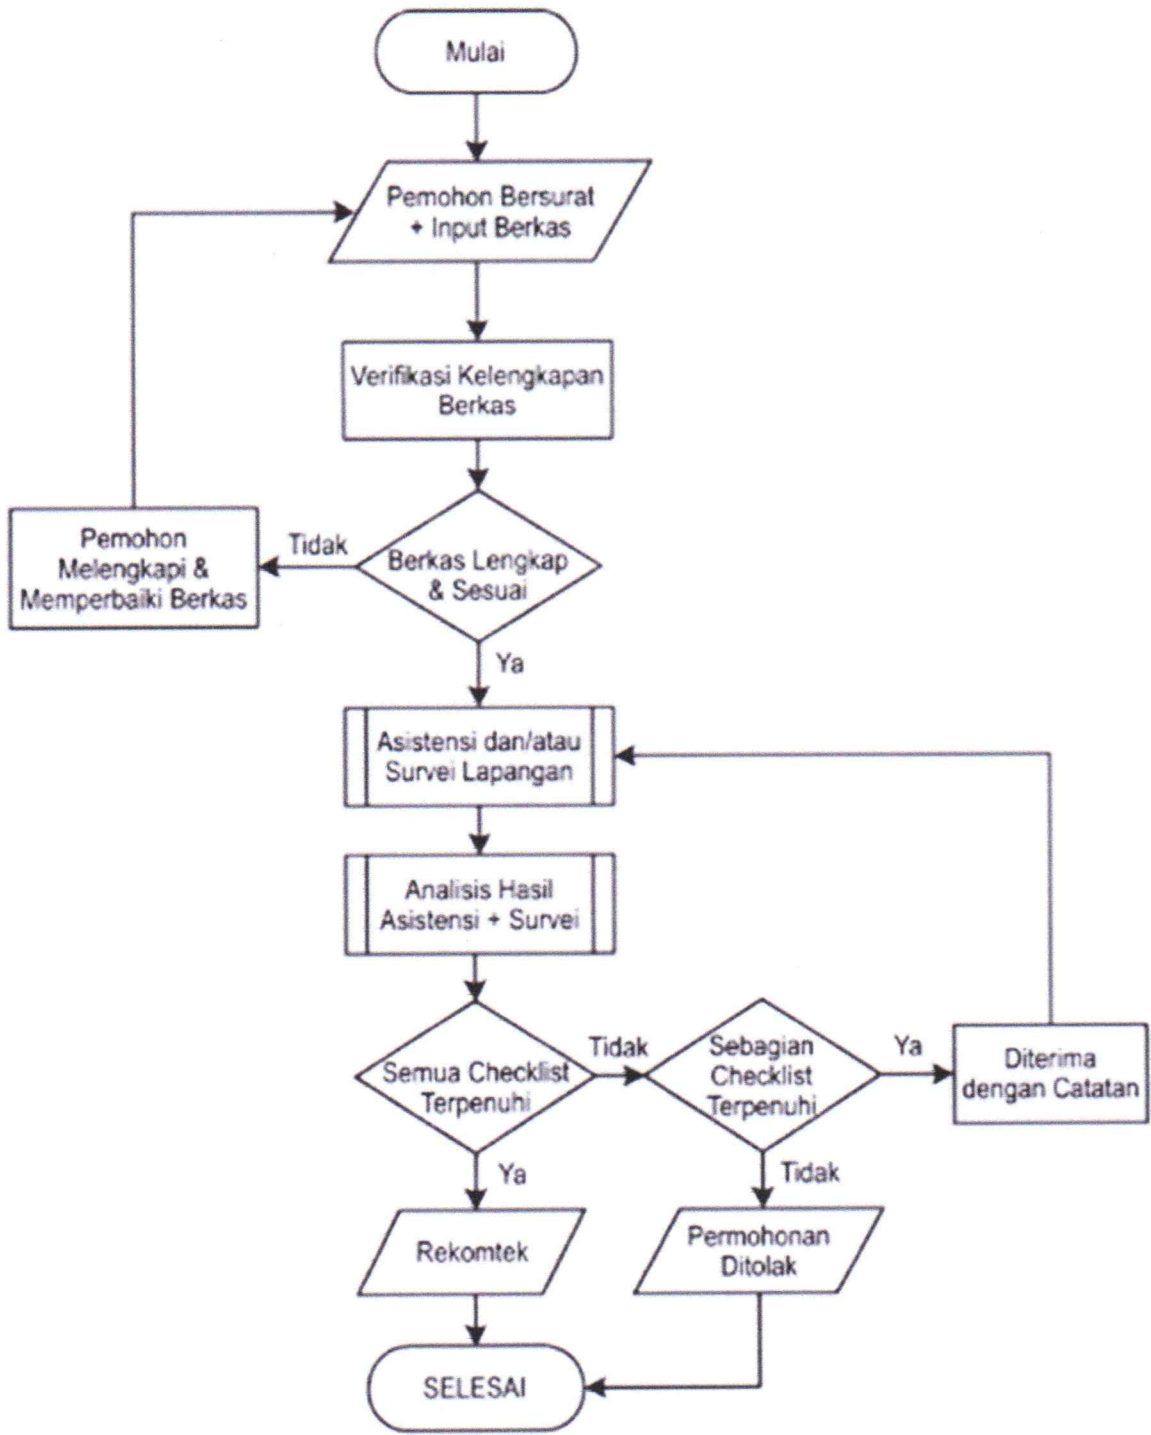 Mulai
Pemohon Bersurat
+ Input Berkas
Verifikasi Kelengkapan
Berkas
Berkas Lengkap
& Sesuai
Tidak
Pemohon
Melengkapi &
Memperbaiki Berkas
Ya
Asistensi dan/atau
Survei Lapangan
Analisis Hasil
Asistensi + Survei
Semua Checklist
Terpenuhi
Tidak
Sebagian
Checklist
Terpenuhi
Ya
Diterima
dengan Catatan
Ya
Tidak
Rekomtek
Permohonan
Ditolak
SELESAI